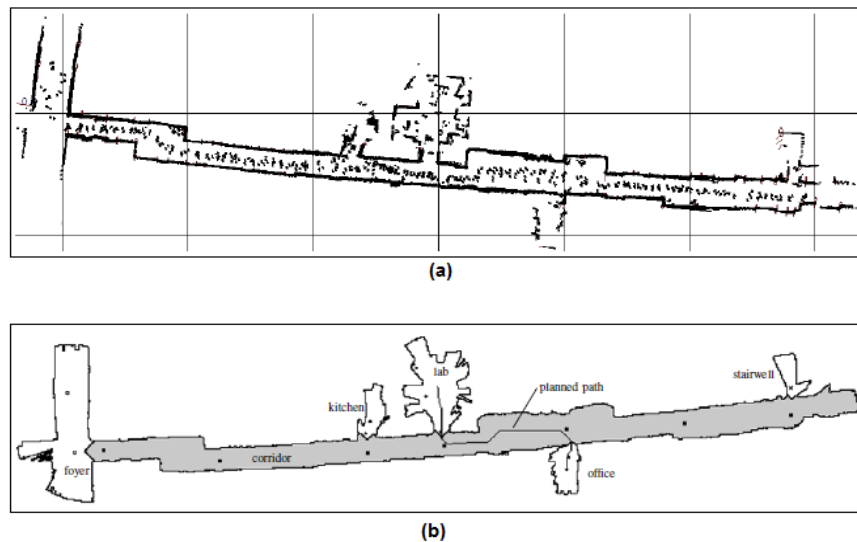 (a)
lab
stairwell
planned path
kitchen
corridor
foyer
office
(b)